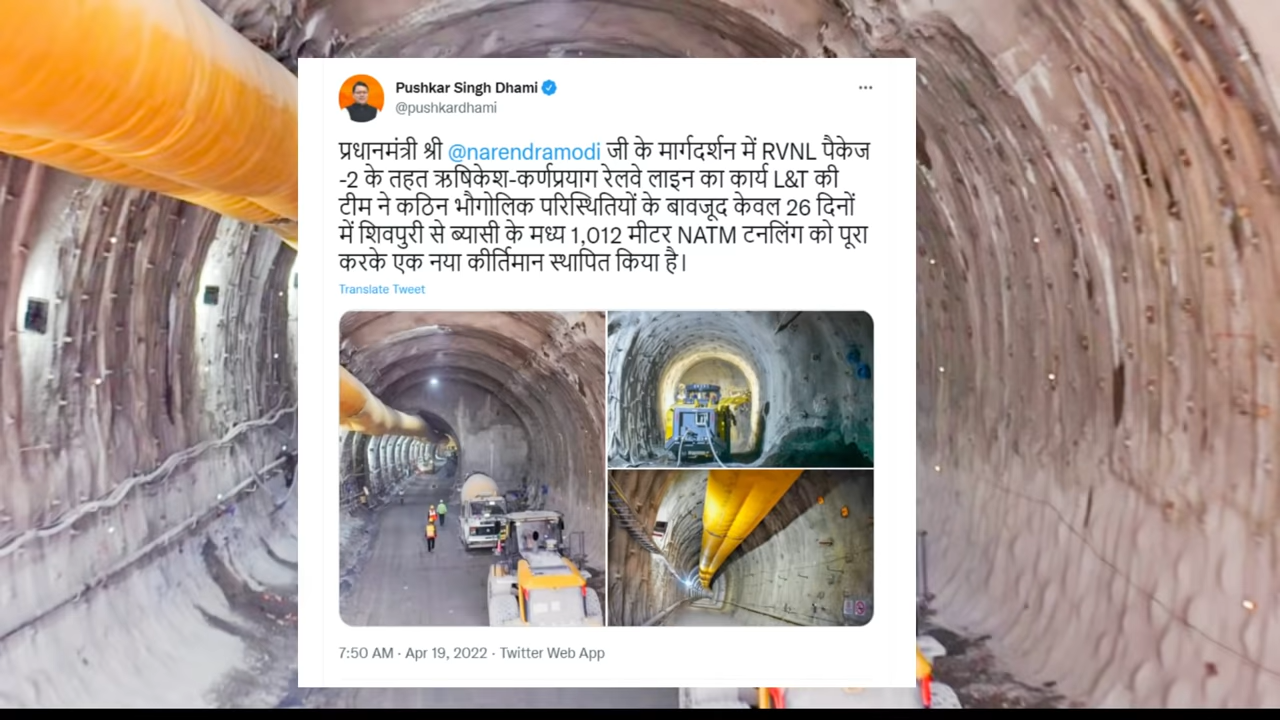 Pushkar Singh Dhami
@pushkardhami
प्रधानमंत्री श्री @narendramodi जी के मार्गदर्शन में RVNL पैकेज
-2 के तहत ऋषिकेश-कर्णप्रयाग रेलवे लाइन का कार्य L&T की
टीम ने कठिन भौगोलिक परिस्थितियों के बावजूद केवल 26 दिनों
में शिवपुरी से ब्यासी के मध्य 1,012 मीटर NATM टनलिंग को पूरा
करके एक नया कीर्तिमान स्थापित किया है।
Translate Tweet
7:50 AM · Apr 19, 2022 · Twitter Web App